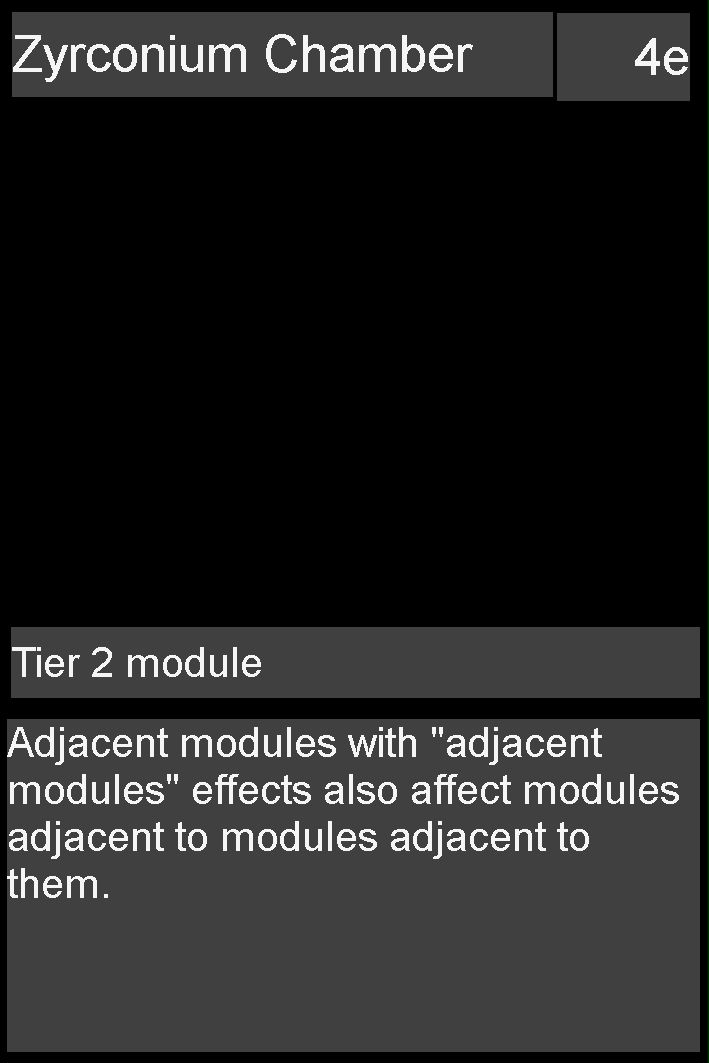 Zyrconium Chamber
4e
Tier 2 module
Adjacent modules with "adjacent
modules" effects also affect modules
adjacent to modules adjacent to
them.